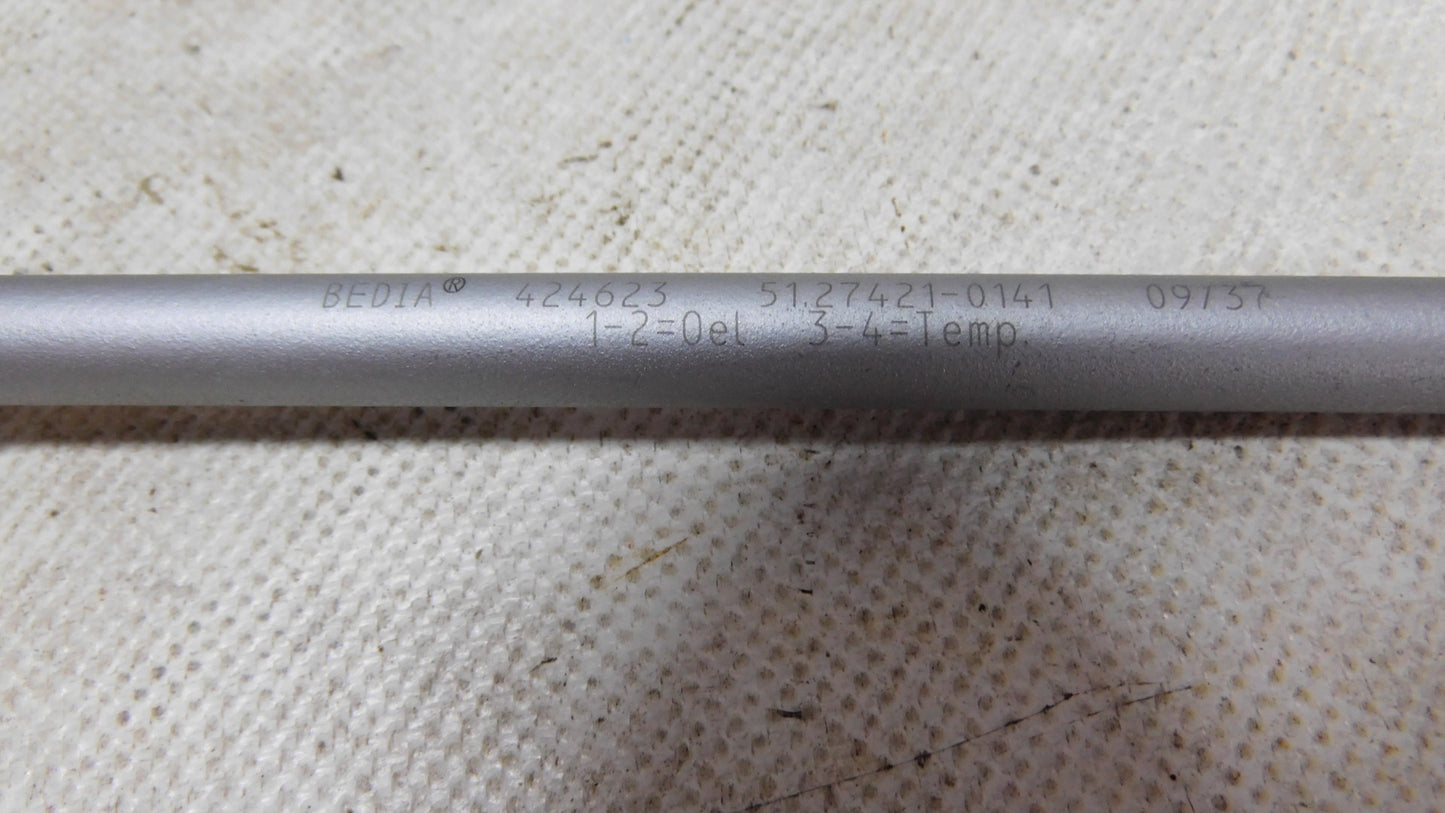 BEDIA® 424623 51.27421-0141 09/37
1-2=Oel 3-4=Temp.